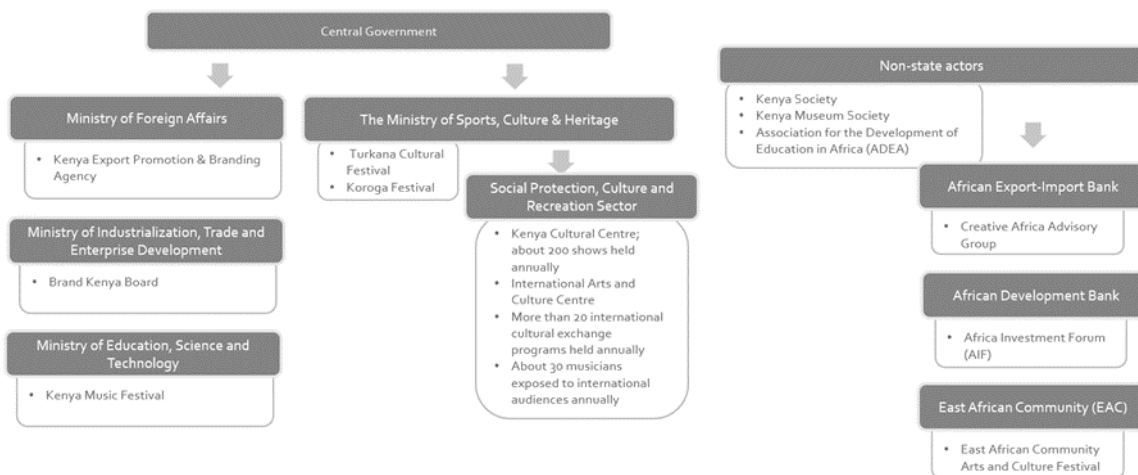 Central Government
Ministry of Foreign Affairs
• Kenya Export Promotion & Branding
Agency
Ministry of Industrialization, Trade and
Enterprise Development
• Brand Kenya Board
Ministry of Education, Science and
Technology
• Kenya Music Festival
The Ministry of Sports, Culture & Heritage
• Turkana Cultural
Festival
• Koroga Festival
Social Protection, Culture and
Recreation Sector
• Kenya Cultural Centre;
about 200 shows held
annually
• International Arts and
Culture Centre
• More than 20 international
cultural exchange
programs held annually
• About 30 musicians
exposed to international
audiences annually
Non-state actors
• Kenya Society
• Kenya Museum Society
• Association for the Development of
Education in Africa (ADEA)
African Export-Import Bank
• Creative Africa Advisory
Group
African Development Bank
• Africa Investment Forum
(AIF)
East African Community (EAC)
• East African Community
Arts and Culture Festival